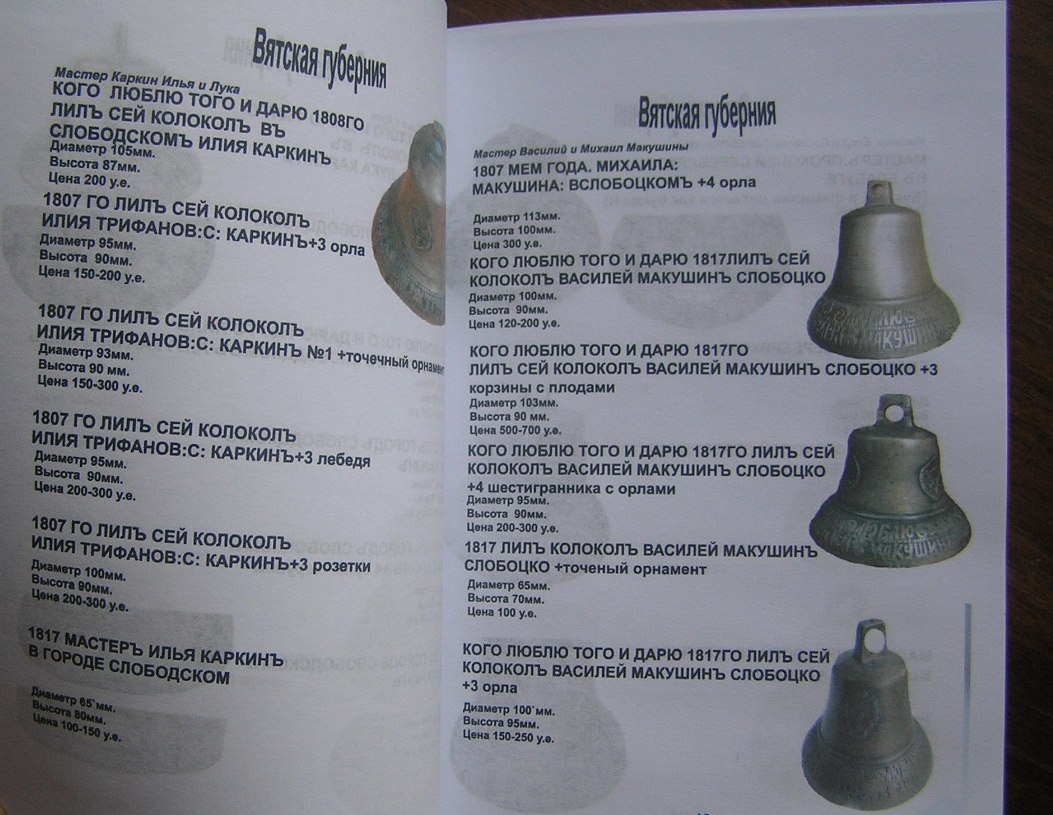 Вятская губерния
Мастер Каркин Илья и Лука
КОГО ЛЮБЛЮ ТОГО И ДАРЮ 1808ГО
ЛИЛЪ СЕЙ КОЛОКОЛЪ ВЪ
СЛОБОДСКОМЪ ИЛИЯ КАРКИНЪ
Диаметр 105мм.
Высота 87мм.
Цена 200 у.е.
1807 ГО ЛИЛЪ СЕЙ КОЛОКОЛЪ
ИЛИЯ ТРИФАНОВ:С: КАРКИНЪ+3 орла
Диаметр 95мм.
Высота 90мм.
Цена 150-200 у.е.
1807 ГО ЛИЛЪ СЕЙ КОЛОКОЛЪ
ИЛИЯ ТРИФАНОВ:С: КАРКИНЪ №1 +точечный орнамент
Диаметр 93мм.
Высота 90 мм.
Цена 150-300 у.е.
1807 ГО ЛИЛЪ СЕЙ КОЛОКОЛЪ
ИЛИЯ ТРИФАНОВ:С: КАРКИНЪ+3 лебедя
Диаметр 95мм.
Высота 90мм.
Цена 200-300 у.е.
1807 ГО ЛИЛЪ СЕЙ КОЛОКОЛЪ
ИЛИЯ ТРИФАНОВ:С: КАРКИНЪ+3 розетки
Диаметр 100мм.
Высота 90мм.
Цена 200-300 у.е.
1817 МАСТЕРЪ ИЛЬЯ КАРКИНЪ
В ГОРОДЕ СЛОБОДСКОМ
Диаметр 65`мм.
Высота 80мм.
Цена 100-150 у.е.
Вятская губерния
Мастер Василий и Михаил Макушины
1807 МЕМ ГОДА. МИХАИЛА:
МАКУШИНА: ВСЛОБОЦКОМЪ +4 орла
Диаметр 113мм.
Высота 100мм.
Цена 300 у.е.
КОГО ЛЮБЛЮ ТОГО И ДАРЮ 1817ЛИЛЪ СЕЙ
КОЛОКОЛЪ ВАСИЛЕЙ МАКУШИНЪ СЛОБОЦКО
Диаметр 100мм.
Высота 90мм.
Цена 120-200 у.е.
КОГО ЛЮБЛЮ ТОГО И ДАРЮ 1817ГО
ЛИЛЪ СЕЙ КОЛОКОЛЪ ВАСИЛЕЙ МАКУШИНЪ СЛОБОЦКО +3
корзины с плодами
Диаметр 103мм.
Высота 90 мм.
Цена 500-700 у.е.
КОГО ЛЮБЛЮ ТОГО И ДАРЮ 1817ГО ЛИЛЪ СЕЙ
КОЛОКОЛЪ ВАСИЛЕЙ МАКУШИНЪ СЛОБОЦКО
+4 шестигранника с орлами
Диаметр 95мм.
Высота 90мм.
Цена 200-300 у.е.
1817 ЛИЛЪ КОЛОКОЛЪ ВАСИЛЕЙ МАКУШИНЪ
СЛОБОЦКО +точеный орнамент
Диаметр 65мм.
Высота 70мм.
Цена 100 у.е.
КОГО ЛЮБЛЮ ТОГО И ДАРЮ 1817ГО ЛИЛЪ СЕЙ
КОЛОКОЛЪ ВАСИЛЕЙ МАКУШИНЪ СЛОБОЦКО
+3 орла
Диаметр 100`мм.
Высота 95мм.
Цена 150-250 у.е.